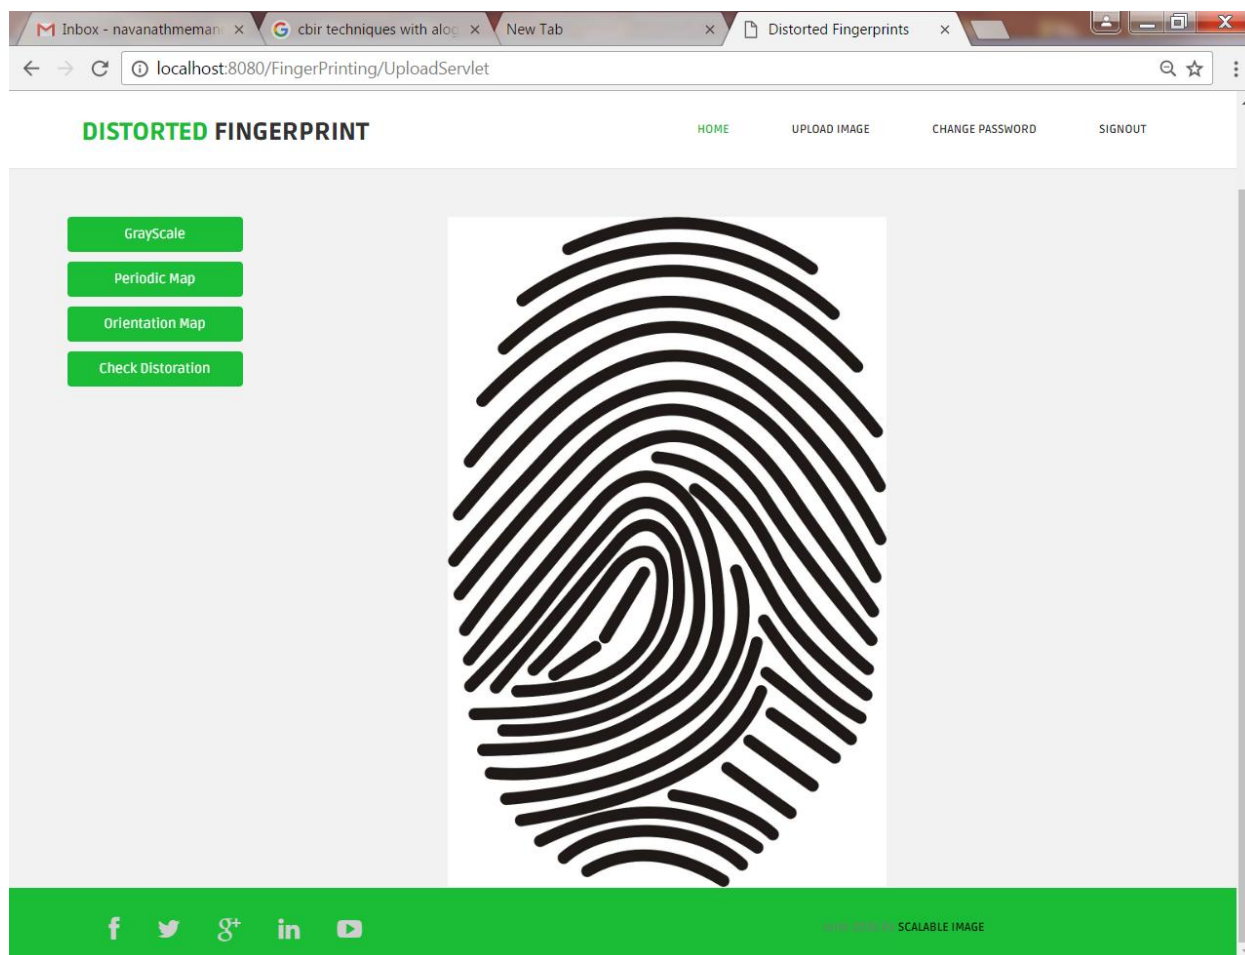 Inbox - navanathmeman
cbir techniques with alog
New Tab
Distorted Fingerprints
localhost:8080/FingerPrinting/UploadServlet
DISTORTED FINGERPRINT
HOME
UPLOAD IMAGE
CHANGE PASSWORD
SIGNOUT
GrayScale
Periodic Map
Orientation Map
Check Distoration
SCALABLE IMAGE